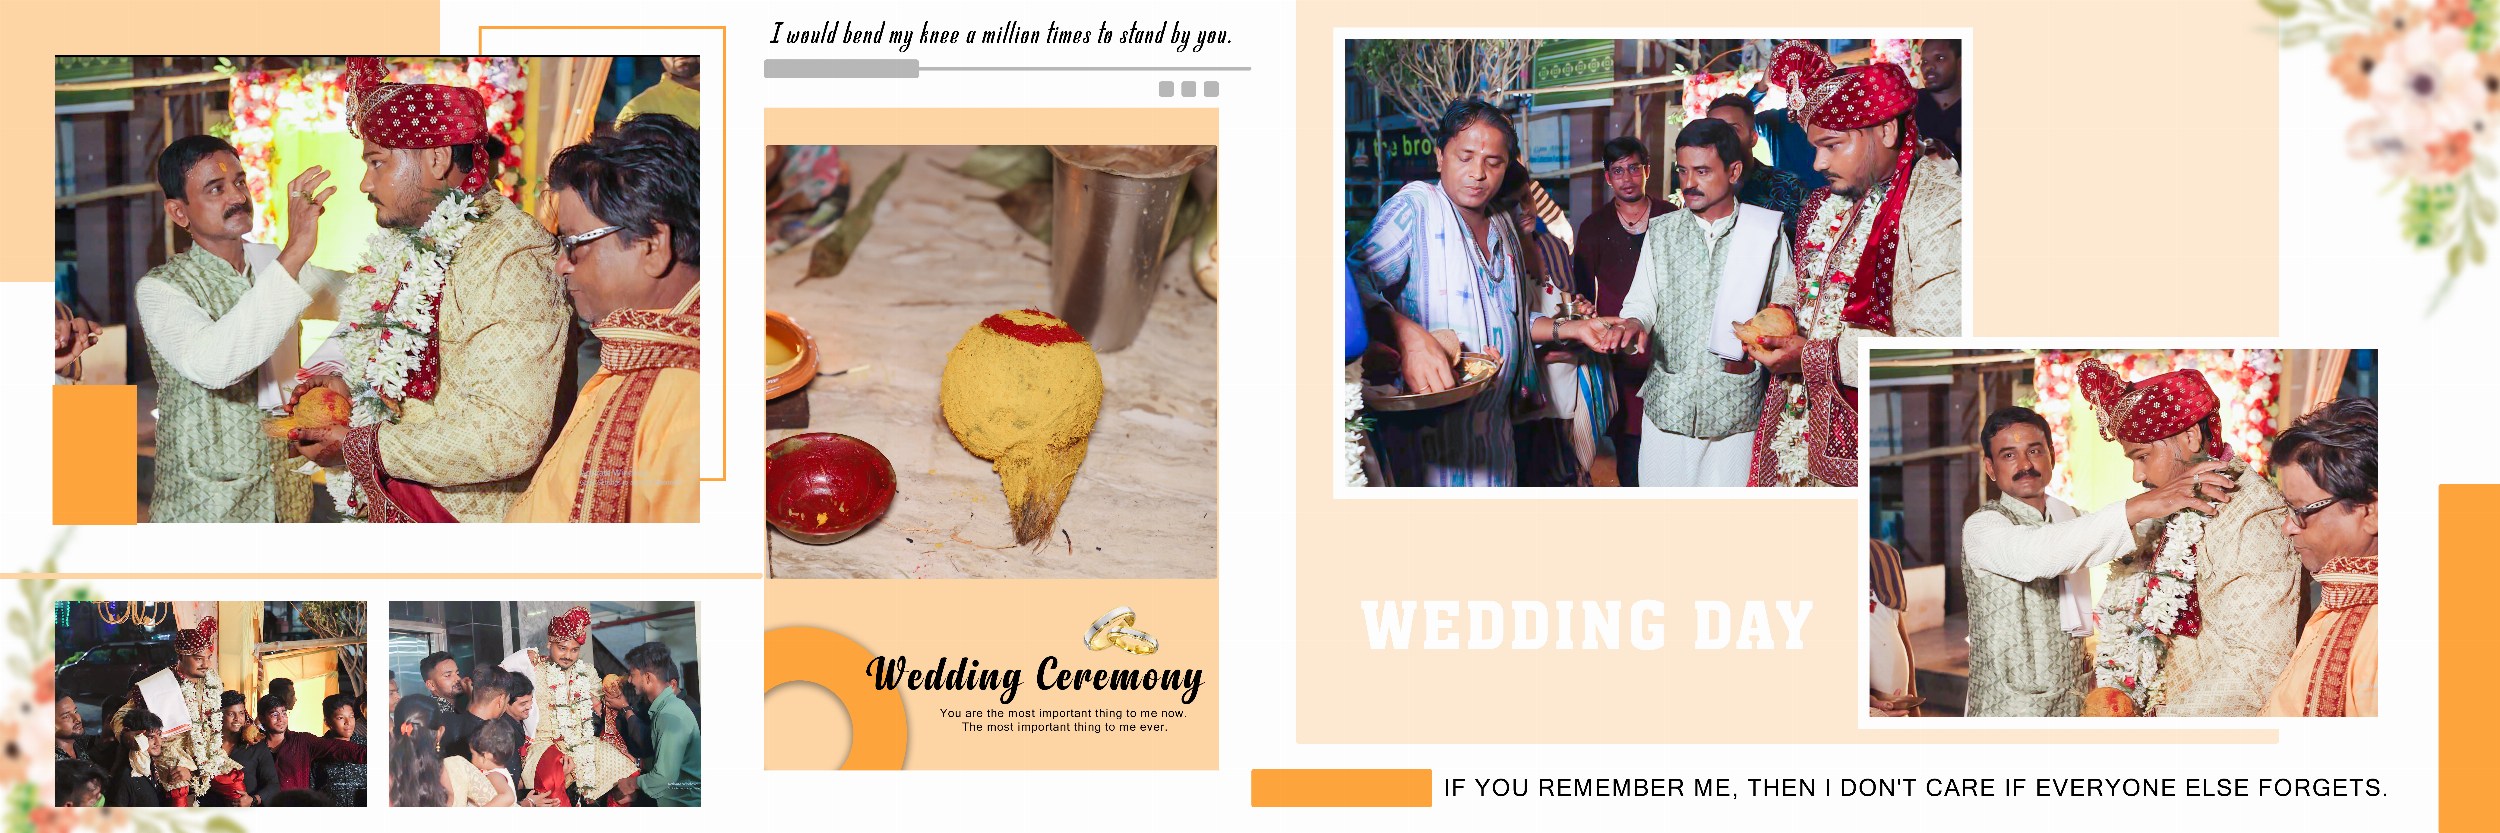 I would bend my knee a million times to stand by you.
the bro
Wedding Ceremony
You are the most important thing to me now.
The most important thing to me ever.
WEDDING DAY
IF YOU REMEMBER ME, THEN I DON'T CARE IF EVERYONE ELSE FORGETS.